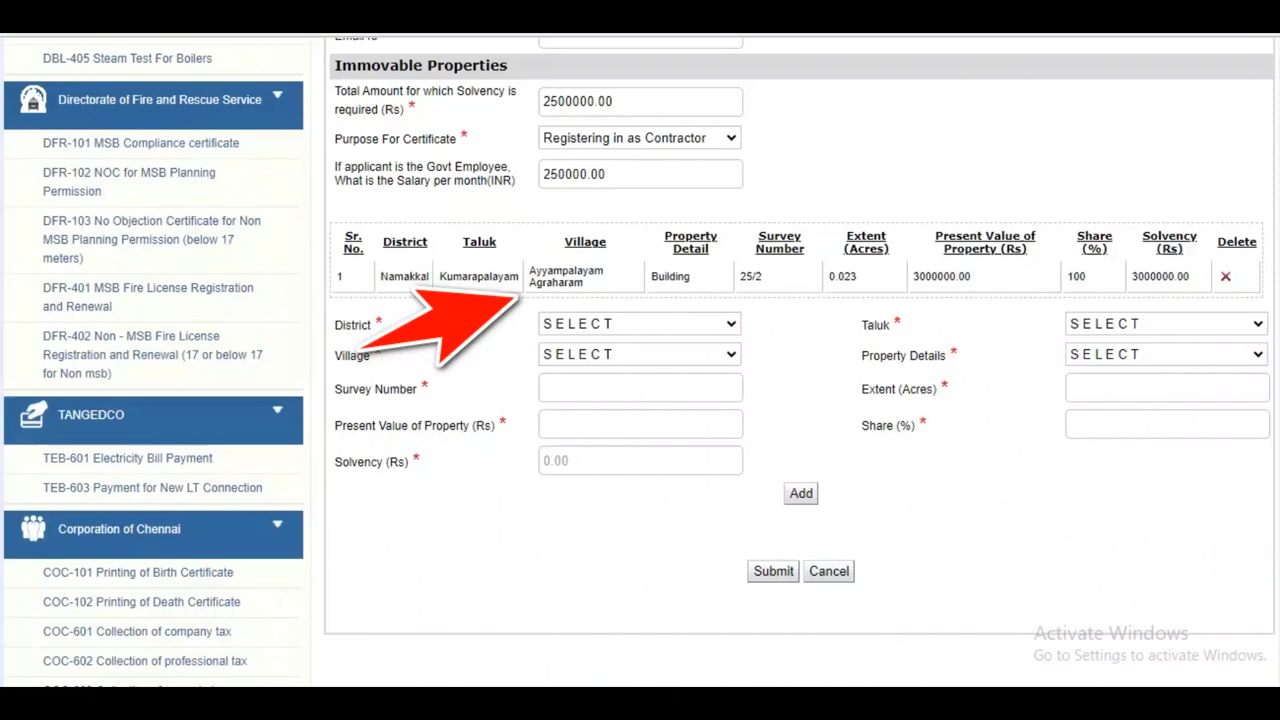 DBL-405 Steam Test For Boilers
Directorate of Fire and Rescue Service
DFR-101 MSB Compliance certificate
DFR-102 NOC for MSB Planning
Permission
DFR-103 No Objection Certificate for Non
MSB Planning Permission (below 17
meters)
DFR-401 MSB Fire License Registration
and Renewal
DFR-402 Non - MSB Fire License
Registration and Renewal (17 or below 17
for Non msb)
TANGEDCO
TEB-601 Electricity Bill Payment
TEB-603 Payment for New LT Connection
Corporation of Chennai
COC-101 Printing of Birth Certificate
COC-102 Printing of Death Certificate
COC-601 Collection of company tax
COC-602 Collection of professional tax
Immovable Properties
Total Amount for which Solvency is
required (Rs) * 2500000.00
Purpose For Certificate * Registering in as Contractor
If applicant is the Govt Employee,
What is the Salary per month(INR) 250000.00
Sr. No. District Taluk Village Property Detail Survey Number Extent (Acres) Present Value of Property (Rs) Share (%) Solvency (Rs) Delete
1 Namakkal Kumarapalayam Ayyampalayam Agraharam Building 25/2 0.023 3000000.00 100 3000000.00 X
District * SELECT Taluk * SELECT
Village * SELECT Property Details * SELECT
Survey Number * Extent (Acres) *
Present Value of Property (Rs) * Share (%) *
Solvency (Rs) * 0.00
Add
Submit Cancel
Activate Windows
Go to Settings to activate Windows.